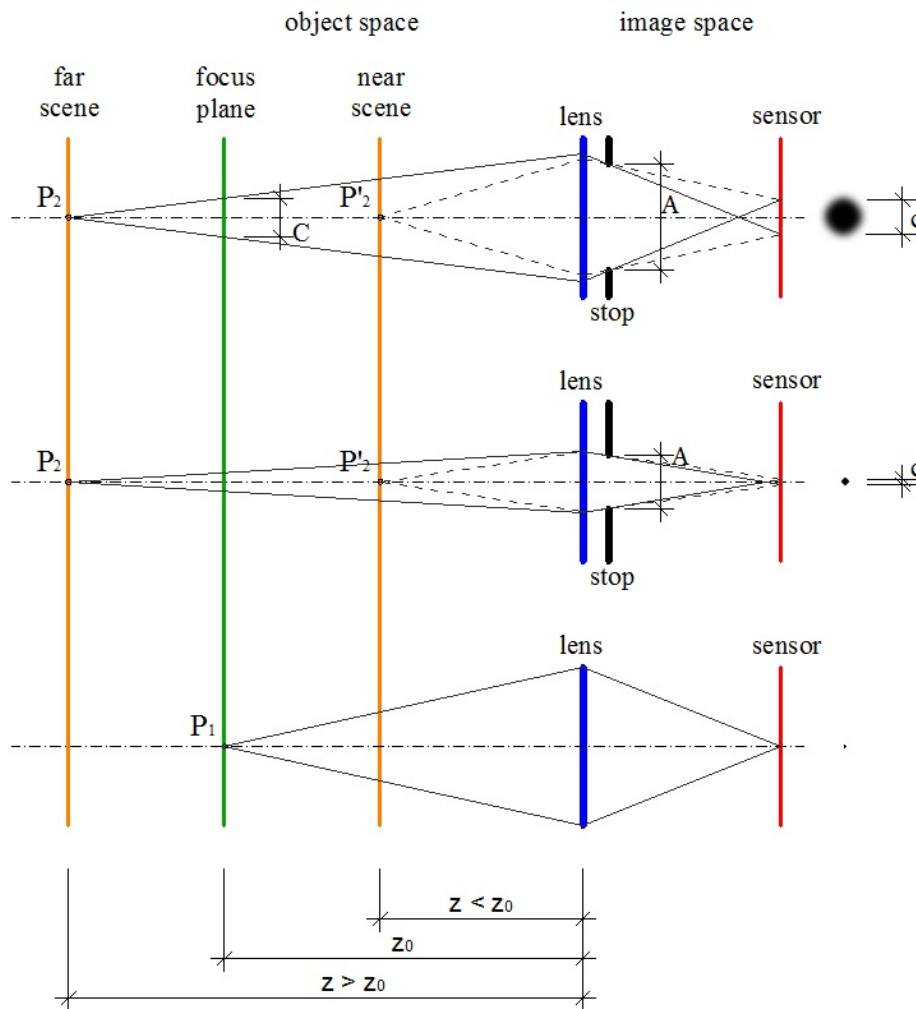 object space
image space
far
scene
focus
plane
near
scene
lens
sensor
P2
P'2
A
C
c
stop
lens
sensor
P2
P'2
A
c
stop
lens
sensor
P1
z < z0
z0
z > z0